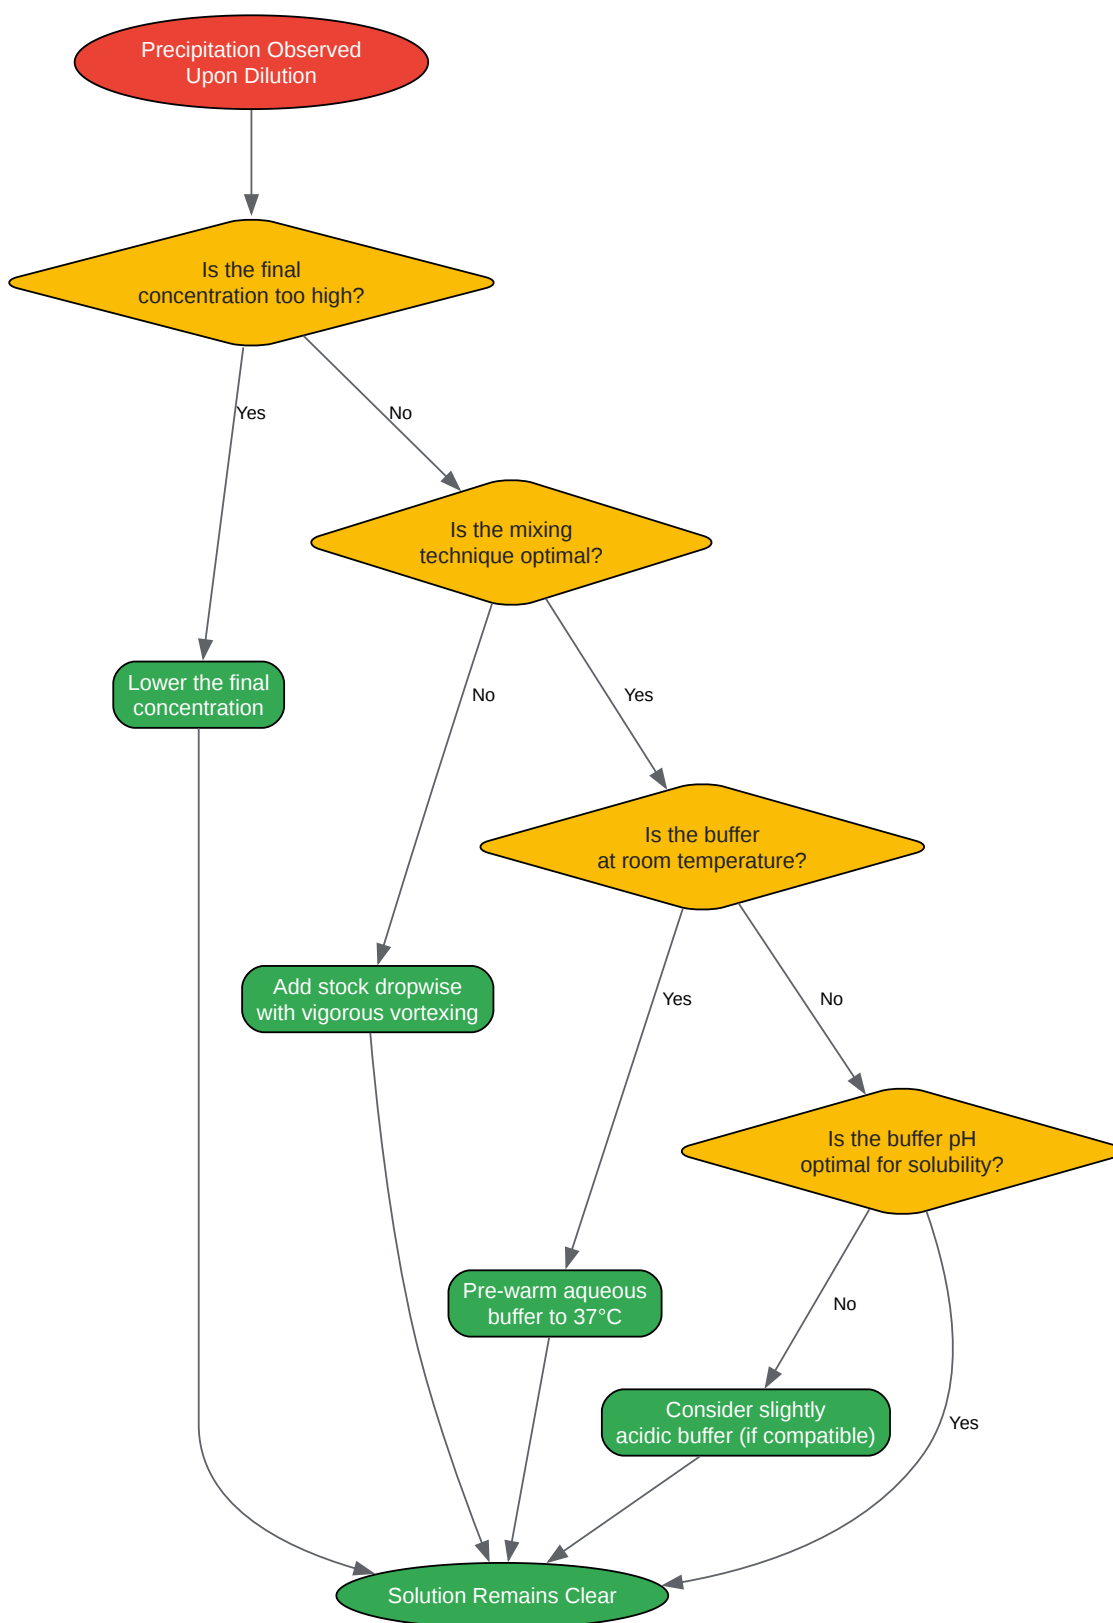 Precipitation Observed
Upon Dilution
Is the final
concentration too high?
Yes
No
Is the mixing
technique optimal?
Lower the final
concentration
No
Yes
Is the buffer
at room temperature?
Add stock dropwise
with vigorous vortexing
Yes
No
Is the buffer pH
optimal for solubility?
Pre-warm aqueous
buffer to 37°C
No
Consider slightly
acidic buffer (if compatible)
Yes
Solution Remains Clear